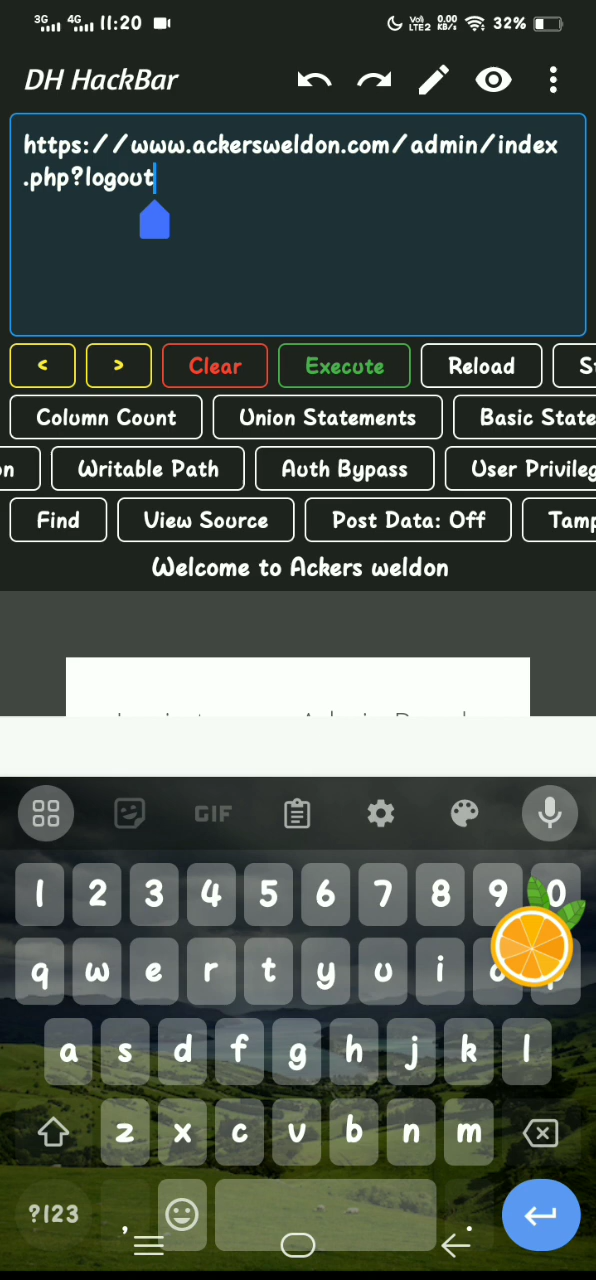 3G 4G 11:20 Vo) LTE2 0.00 KB/s 32%
DH HackBar
https://www.ackersweldon.com/admin/index
.php?logout
< > Clear Execute Reload
Column Count Union Statements Basic State
on Writable Path Auth Bypass User Privileg
Find View Source Post Data: Off Tamp
Welcome to Ackers weldon
GIF
1 2 3 4 5 6 7 8 9 0
q w e r t y u i o p
a s d f g h j k l
z x c v b n m
?123 , .